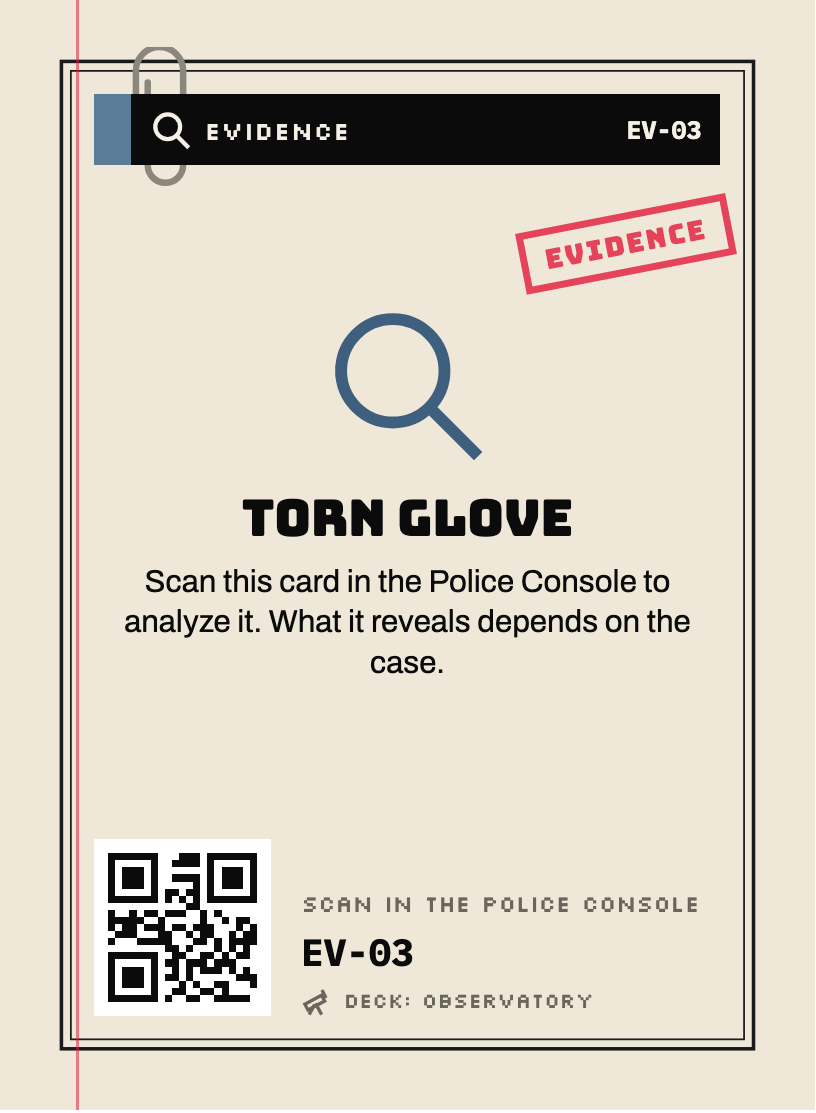 EVIDENCE EV-03
EVIDENCE
TORN GLOVE
Scan this card in the Police Console to
analyze it. What it reveals depends on the
case.
SCAN IN THE POLICE CONSOLE
EV-03
DECK: OBSERVATORY